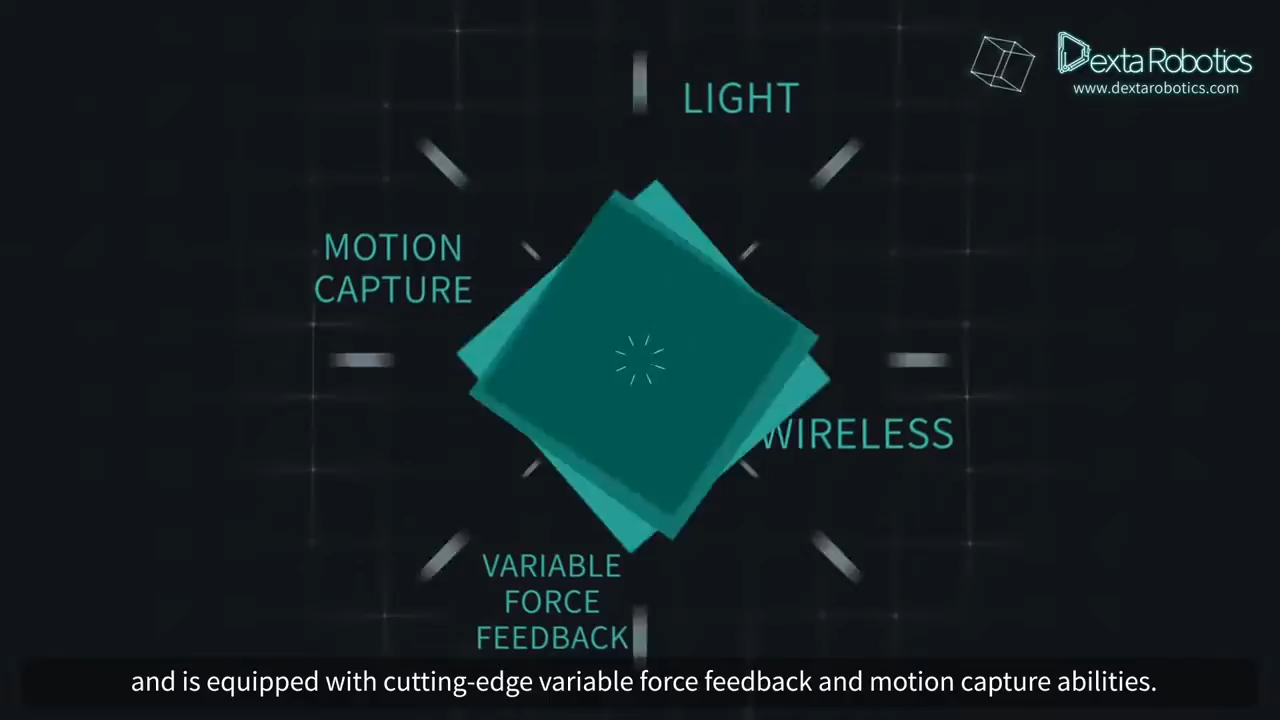 Dexta Robotics
www.dextarobotics.com
LIGHT
MOTION
CAPTURE
WIRELESS
VARIABLE
FORCE
FEEDBACK
and is equipped with cutting-edge variable force feedback and motion capture abilities.